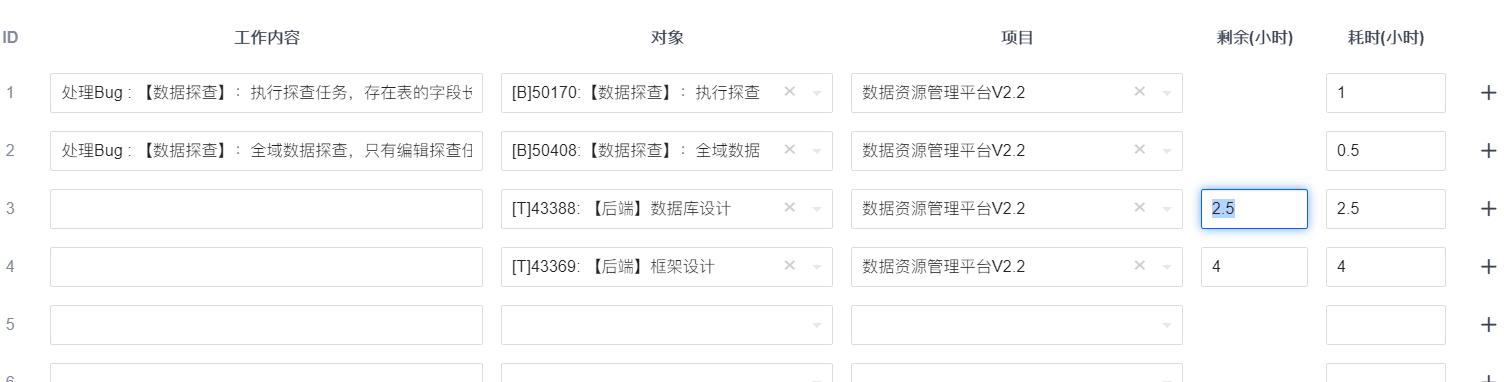 ID 工作内容 对象 项目 剩余(小时) 耗时(小时)
1 处理Bug : 【数据探查】: 执行探查任务，存在表的字段长 [B]50170:【数据探查】: 执行探查 数据资源管理平台V2.2 1
2 处理Bug : 【数据探查】: 全域数据探查，只有编辑探查任 [B]50408:【数据探查】: 全域数据 数据资源管理平台V2.2 0.5
3 [T]43388: 【后端】数据库设计 数据资源管理平台V2.2 2.5 2.5
4 [T]43369: 【后端】框架设计 数据资源管理平台V2.2 4 4
5
6